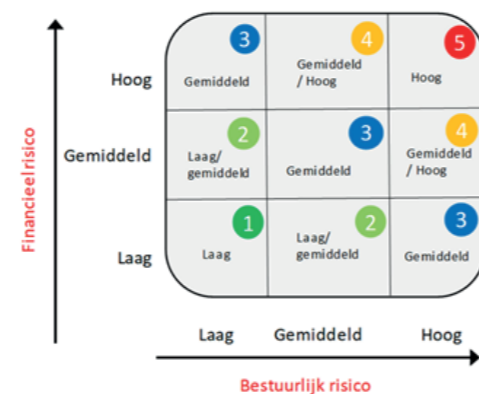 3
4
5
Hoog
Gemiddeld
Gemiddeld
/ Hoog
Hoog
2
3
4
Gemiddeld
Laag/
gemiddeld
Gemiddeld
Gemiddeld
/ Hoog
1
2
3
Laag
Laag
Laag/
gemiddeld
Gemiddeld
Financieel risico
Laag
Gemiddeld
Hoog
Bestuurlijk risico